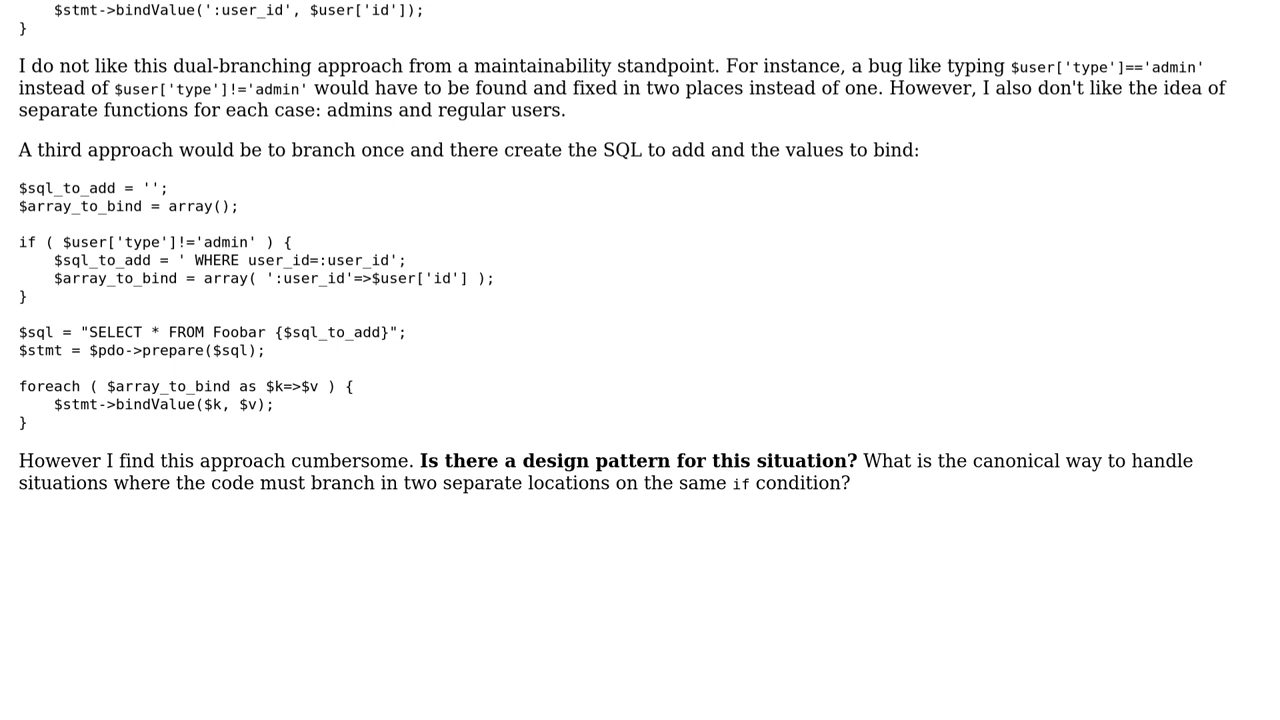 $stmt->bindValue(':user_id', $user['id']);
}
I do not like this dual-branching approach from a maintainability standpoint. For instance, a bug like typing $user['type']=='admin'
instead of $user['type']!='admin' would have to be found and fixed in two places instead of one. However, I also don't like the idea of
separate functions for each case: admins and regular users.
A third approach would be to branch once and there create the SQL to add and the values to bind:
$sql_to_add = '';
$array_to_bind = array();
if ( $user['type']!='admin' ) {
    $sql_to_add = ' WHERE user_id=:user_id';
    $array_to_bind = array( ':user_id'=>$user['id'] );
}
$sql = "SELECT * FROM Foobar {$sql_to_add}";
$stmt = $pdo->prepare($sql);
foreach ( $array_to_bind as $k=>$v ) {
    $stmt->bindValue($k, $v);
}
However I find this approach cumbersome. Is there a design pattern for this situation? What is the canonical way to handle
situations where the code must branch in two separate locations on the same if condition?